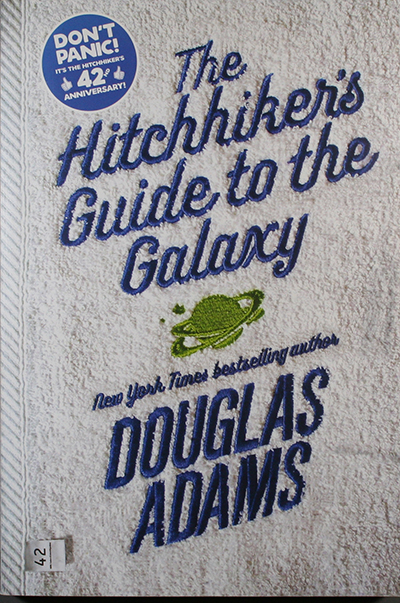 DON'T
PANIC!
IT'S THE HITCHHIKER'S
42ND
ANNIVERSARY!
The
Hitchhiker's
Guide to the
Galaxy
New York Times bestselling author
DOUGLAS
ADAMS
42